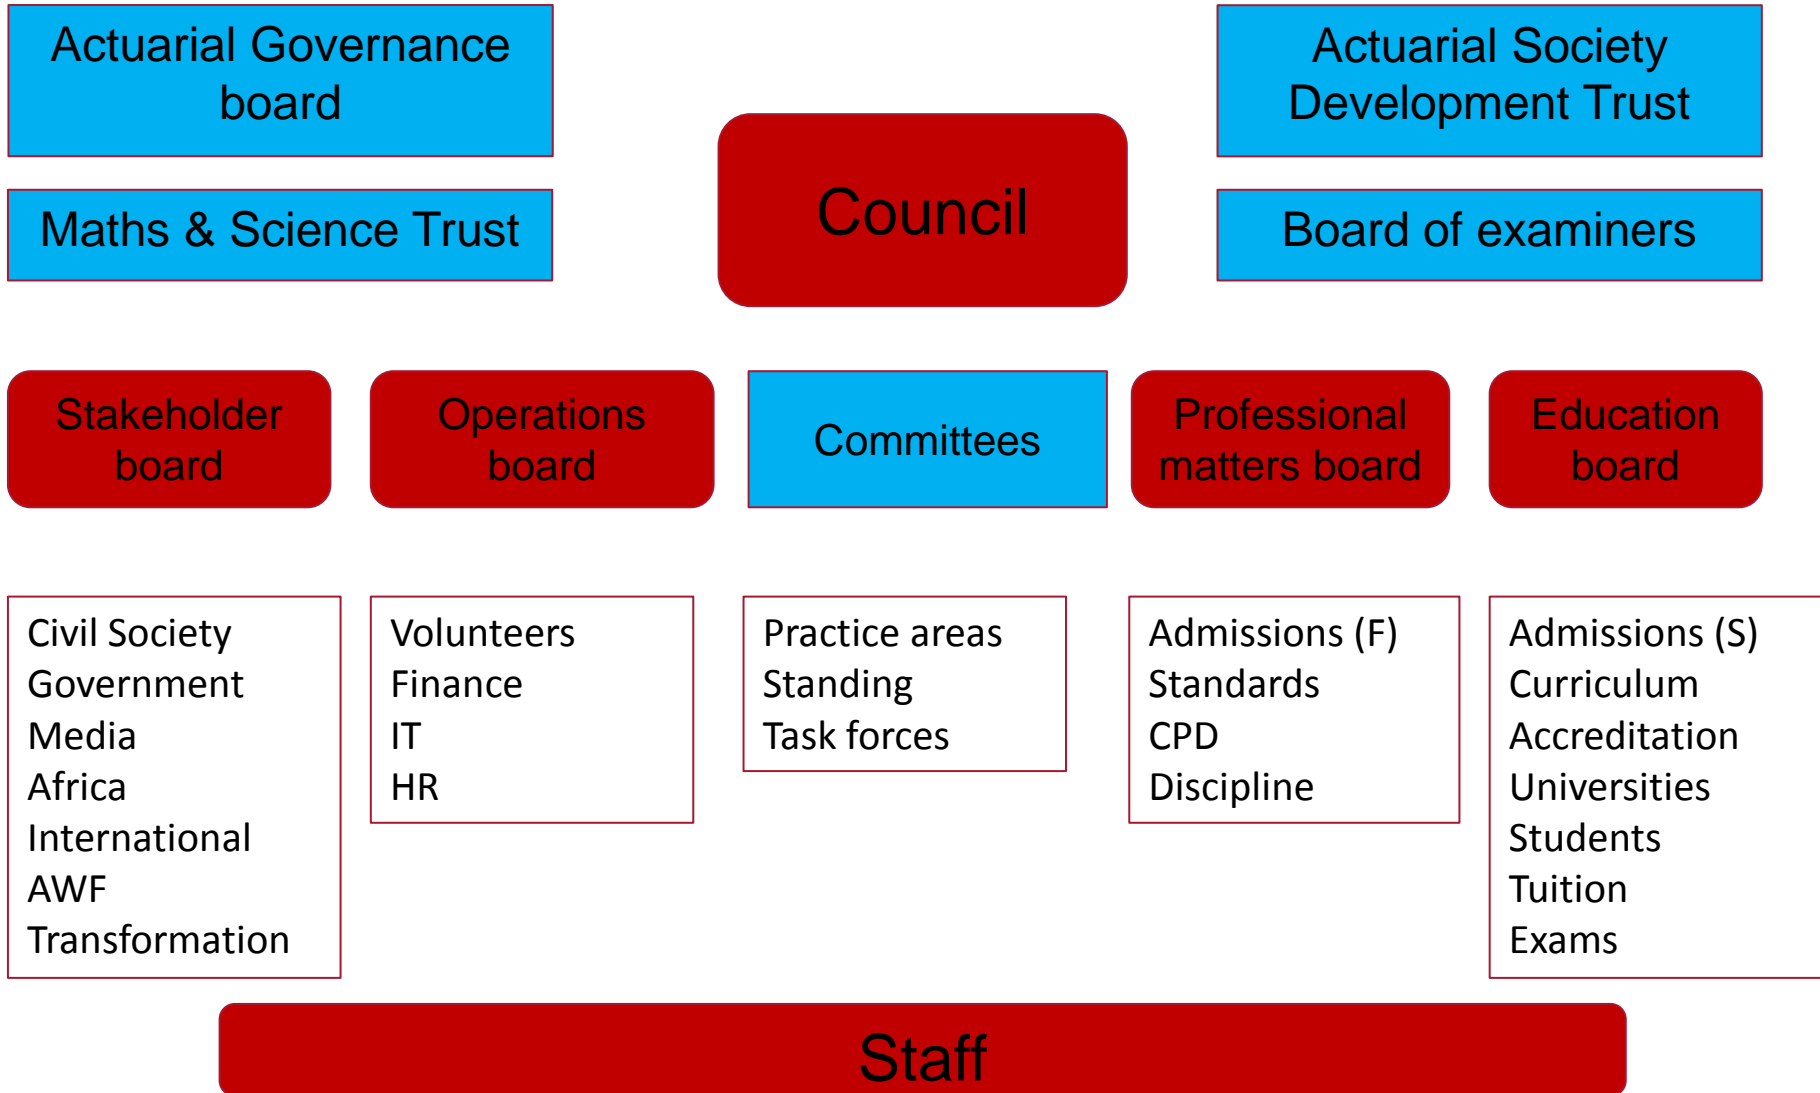 Actuarial Governance
board
Actuarial Society
Development Trust
Council
Maths & Science Trust
Board of examiners
Stakeholder
board
Operations
board
Committees
Professional
matters board
Education
board
Civil Society
Government
Media
Africa
International
AWF
Transformation
Volunteers
Finance
IT
HR
Practice areas
Standing
Task forces
Admissions (F)
Standards
CPD
Discipline
Admissions (S)
Curriculum
Accreditation
Universities
Students
Tuition
Exams
Staff